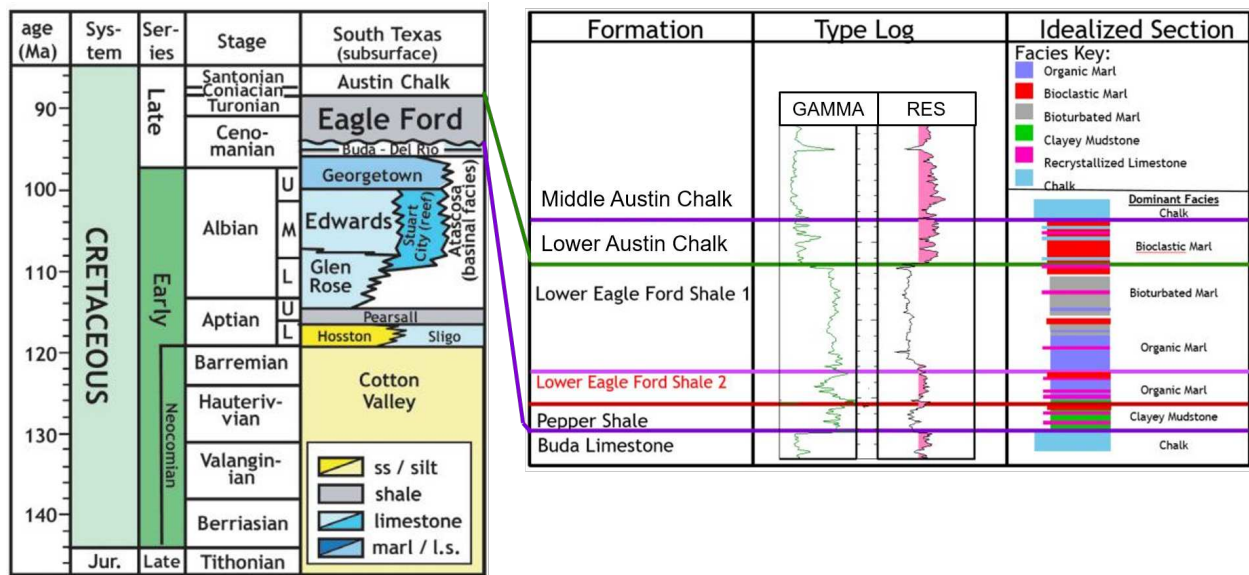 age
(Ma)
Sys-
tem
Ser-
ies
Stage
South Texas
(subsurface)
90
100
110
120
130
140
CRETACEOUS
Jur.
Late
Early
Neocomian
Late
Santonian
Coniacian
Turonian
Ceno-
manian
Albian
U
M
L
Aptian
U
L
Barremian
Hauteriv-
vian
Valangin-
ian
Berriasian
Tithonian
Austin Chalk
Eagle Ford
Buda - Del Rio
Georgetown
Edwards
Stuart
City (reef)
Atascosa
(basinal facies)
Glen
Rose
Pearsall
Hosston
Sligo
Cotton
Valley
ss / silt
shale
limestone
marl / l.s.
Formation
Type Log
Idealized Section
GAMMA
RES
Facies Key:
Organic Marl
Bioclastic Marl
Bioturbated Marl
Clayey Mudstone
Recrystallized Limestone
Chalk
Dominant Facies
Middle Austin Chalk
Chalk
Lower Austin Chalk
Bioclastic Marl
Lower Eagle Ford Shale 1
Bioturbated Marl
Organic Marl
Lower Eagle Ford Shale 2
Organic Marl
Pepper Shale
Clayey Mudstone
Buda Limestone
Chalk